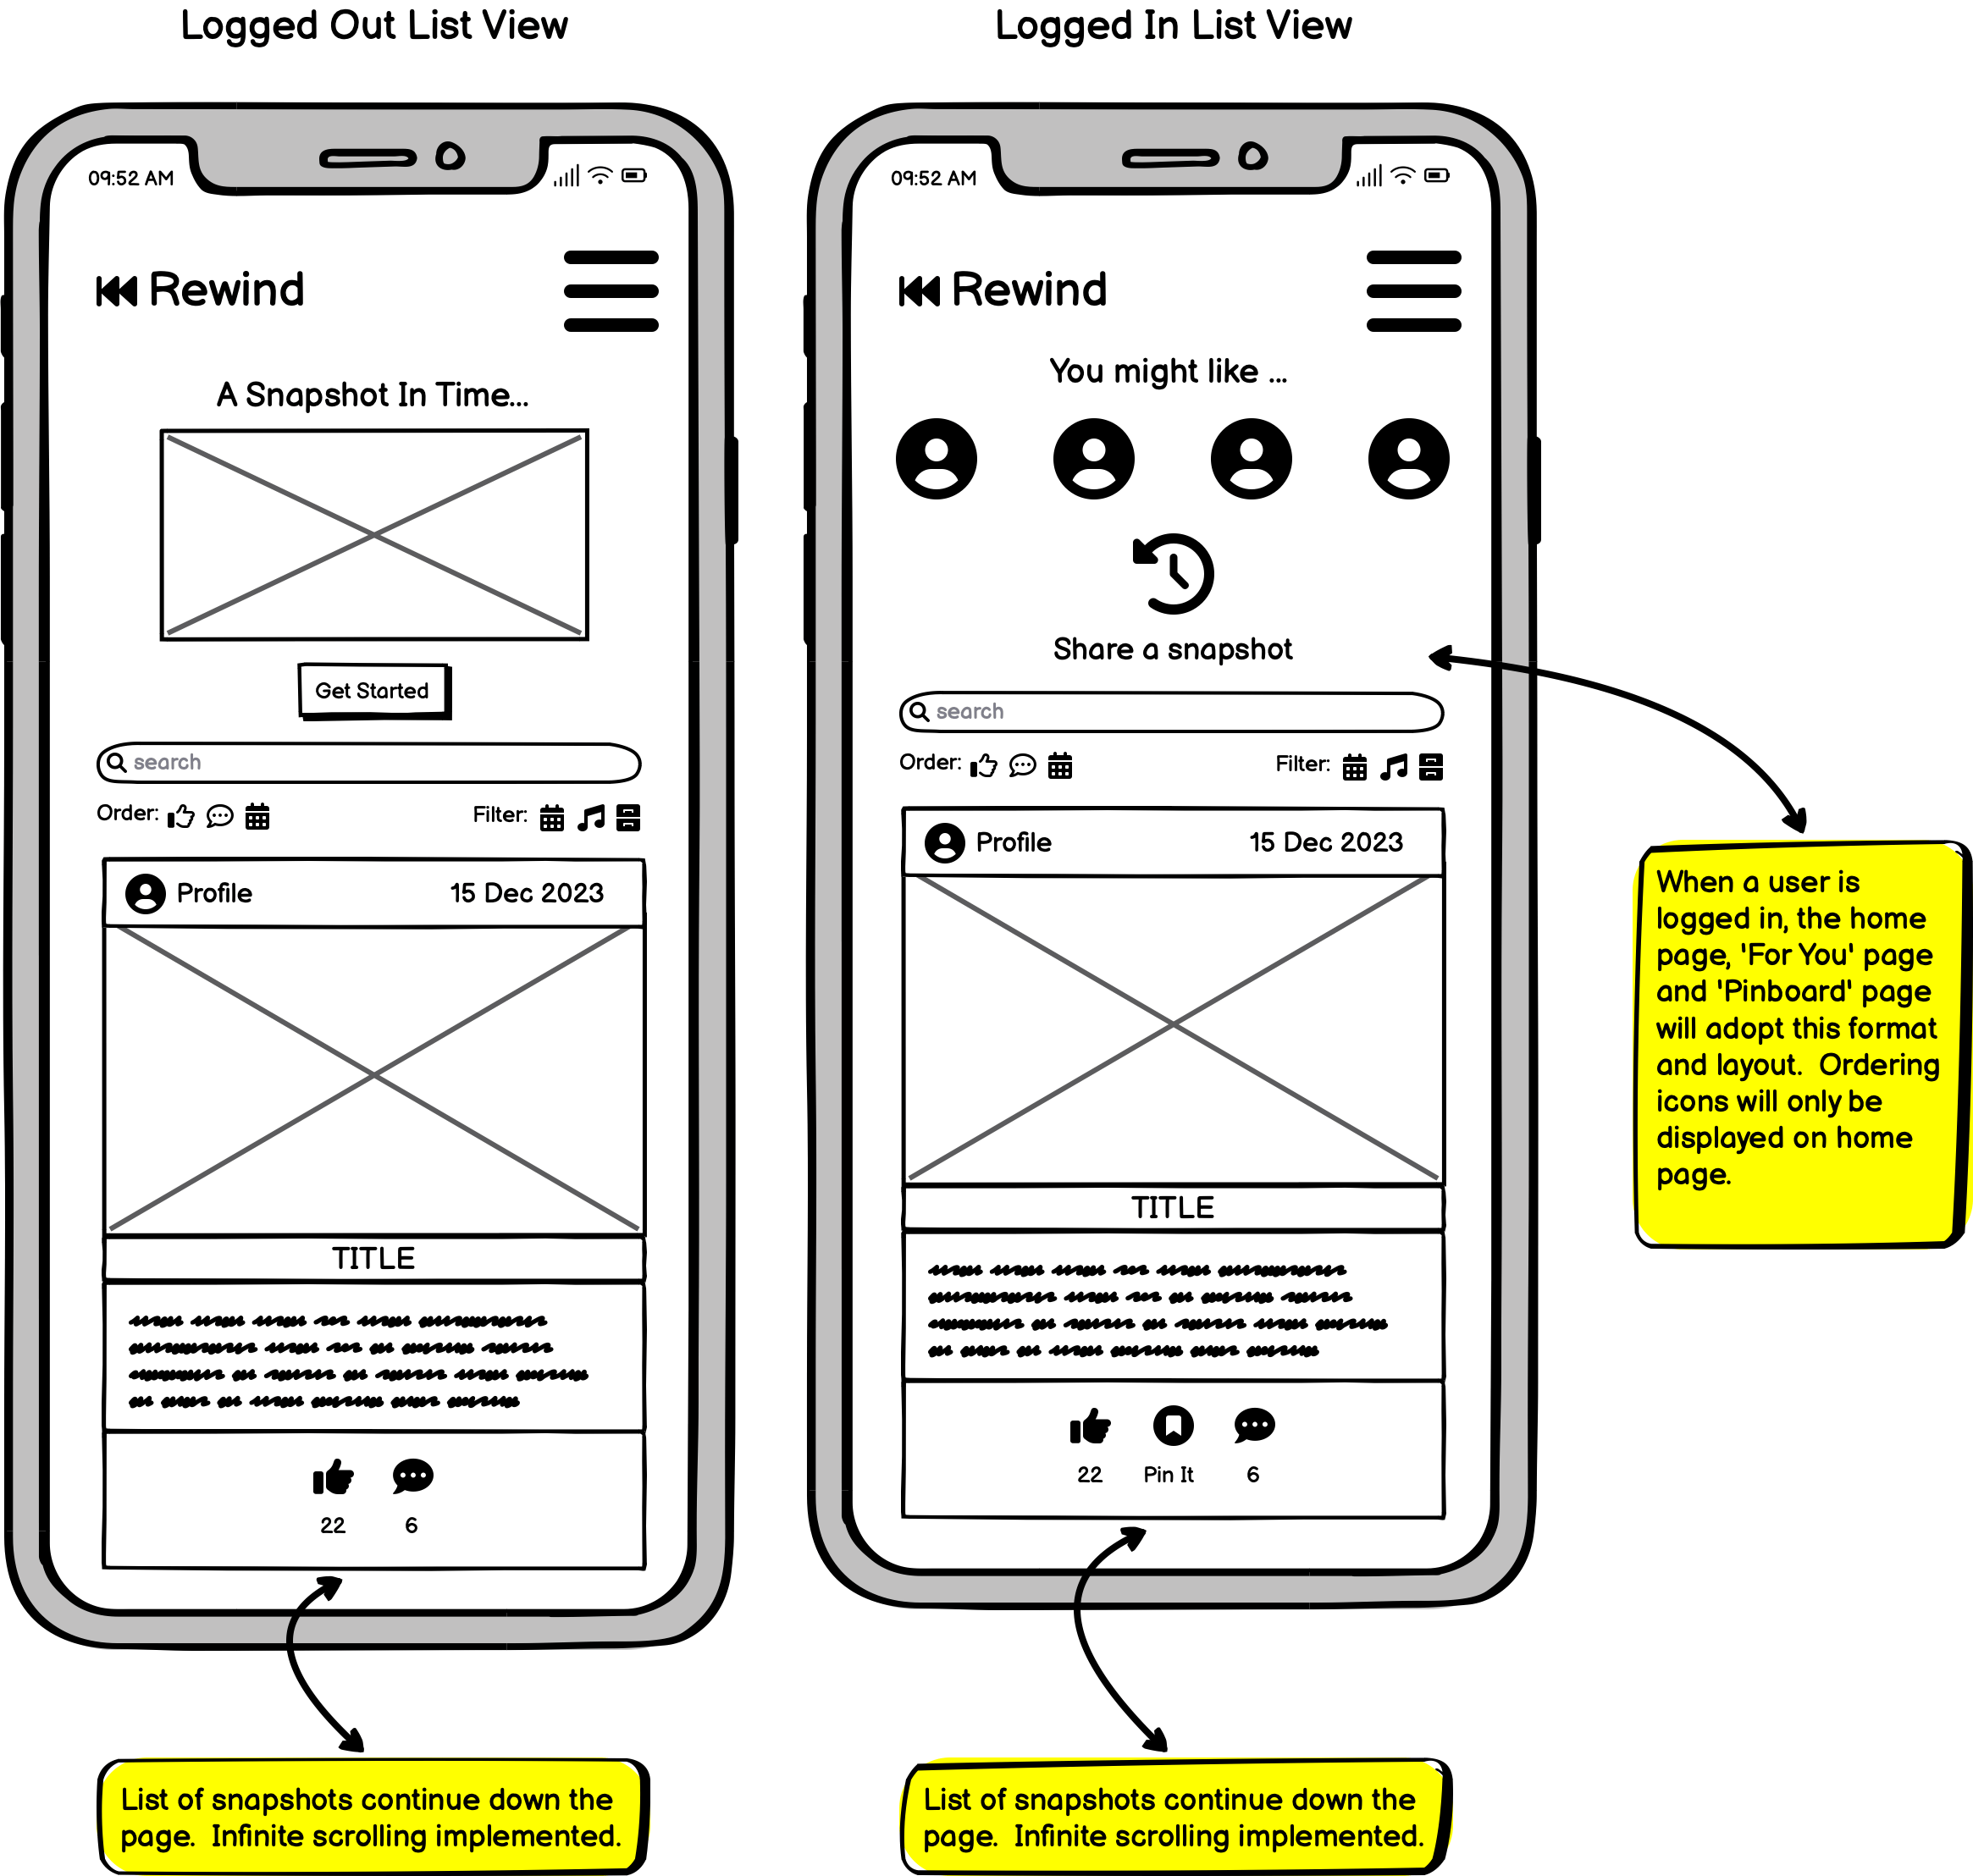 Logged Out List View
09:52 AM
Rewind
A Snapshot In Time...
Get Started
search
Order:
Filter:
Profile
15 Dec 2023
TITLE
22
6
List of snapshots continue down the
page.  Infinite scrolling implemented.
Logged In List View
09:52 AM
Rewind
You might like ...
Share a snapshot
search
Order:
Filter:
Profile
15 Dec 2023
TITLE
22
Pin It
6
List of snapshots continue down the
page.  Infinite scrolling implemented.
When a user is
logged in, the home
page, 'For You' page
and 'Pinboard' page
will adopt this format
and layout.  Ordering
icons will only be
displayed on home
page.